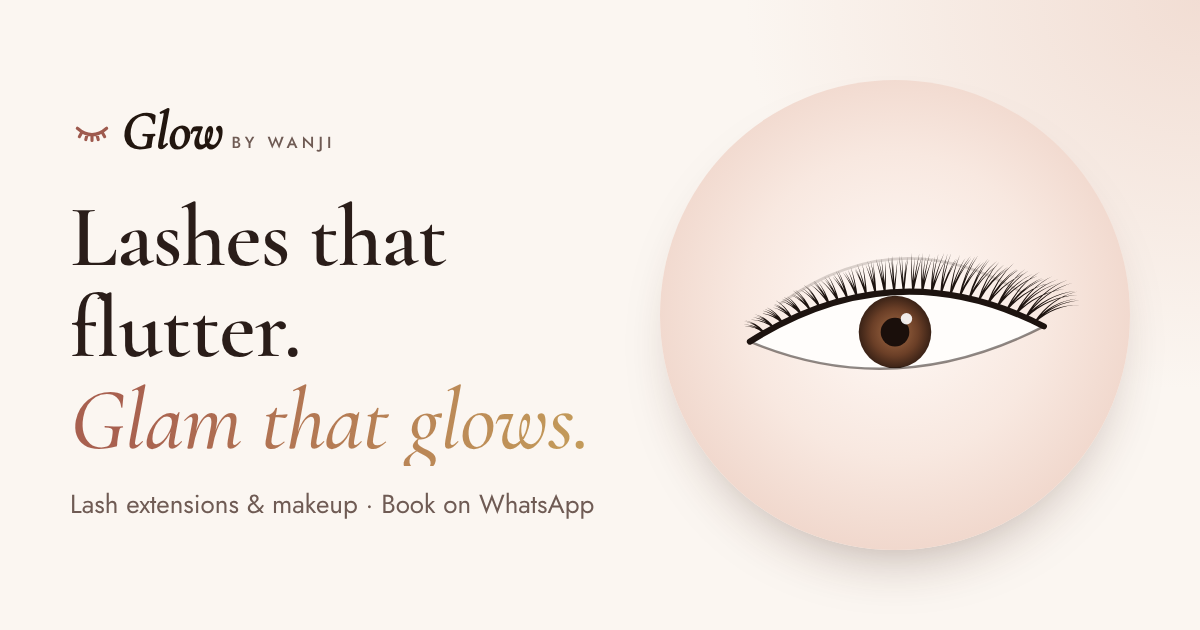 Glow BY WANJI
Lashes that
flutter.
Glam that glows.
Lash extensions & makeup · Book on WhatsApp